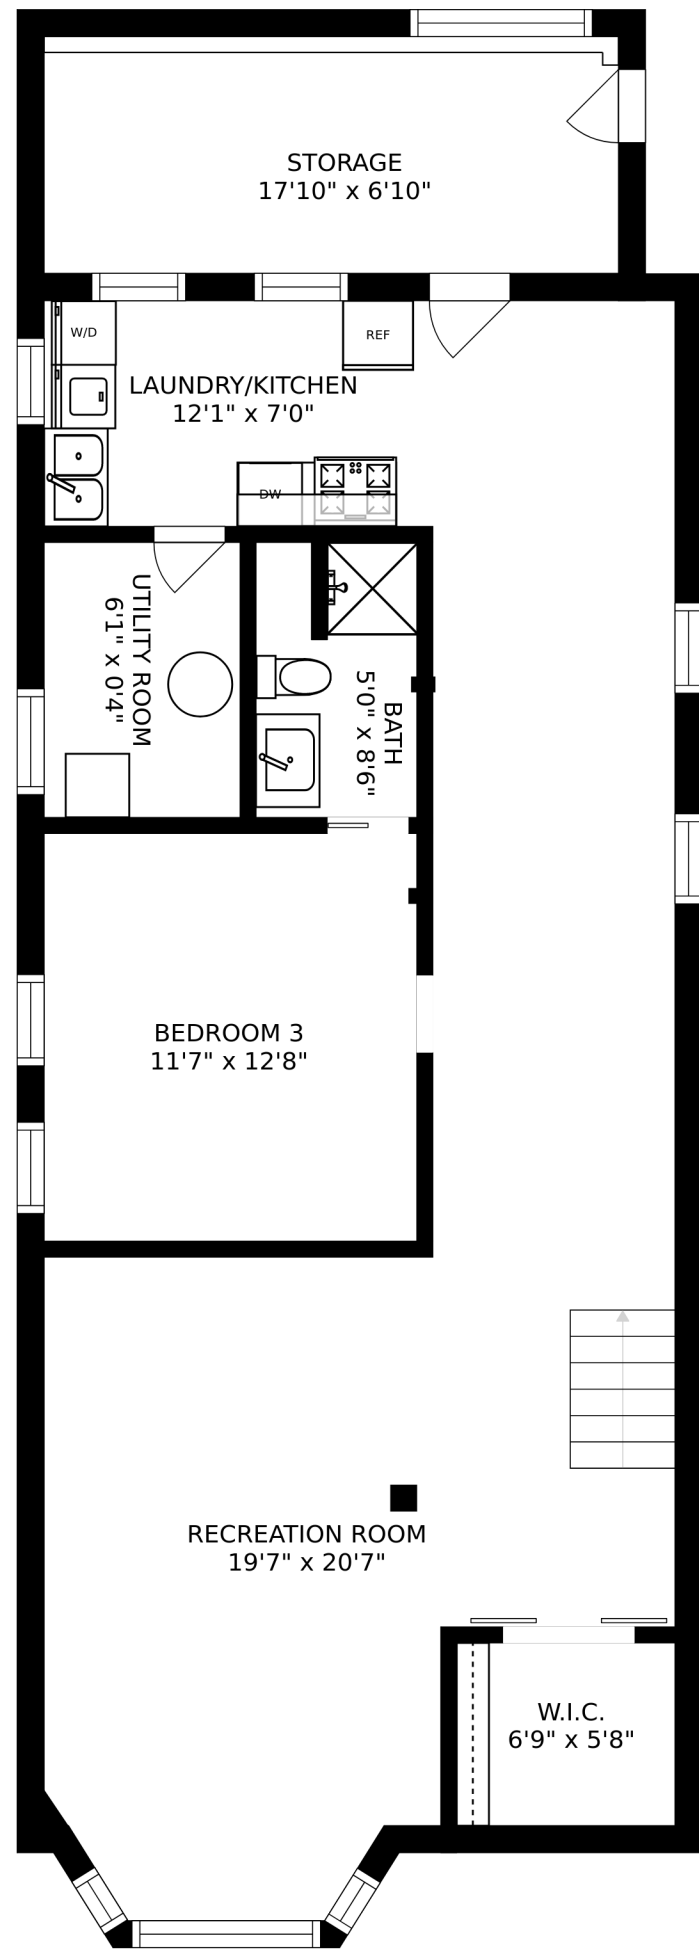 STORAGE
17'10" x 6'10"
W/D
REF
LAUNDRY/KITCHEN
12'1" x 7'0"
DW
UTILITY ROOM
6'1" x 0'4"
BATH
5'0" x 8'6"
BEDROOM 3
11'7" x 12'8"
RECREATION ROOM
19'7" x 20'7"
W.I.C.
6'9" x 5'8"